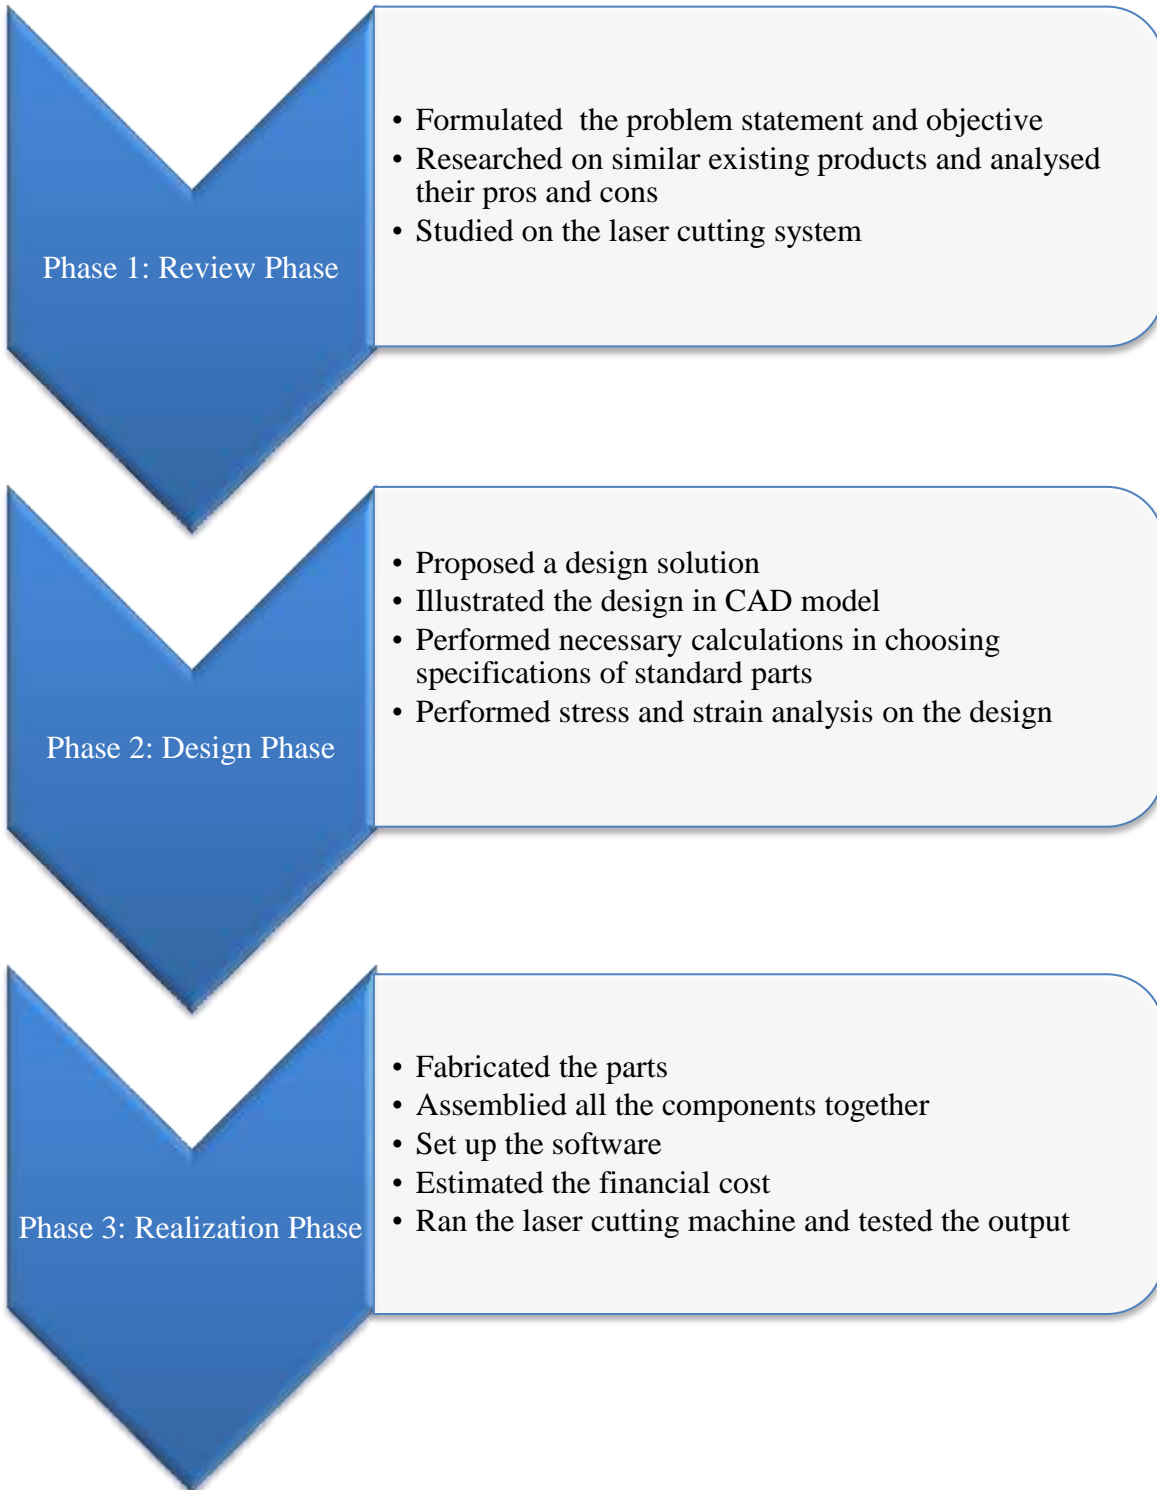 Phase 1: Review Phase
• Formulated  the problem statement and objective
• Researched on similar existing products and analysed
their pros and cons
• Studied on the laser cutting system
Phase 2: Design Phase
• Proposed a design solution
• Illustrated the design in CAD model
• Performed necessary calculations in choosing
specifications of standard parts
• Performed stress and strain analysis on the design
Phase 3: Realization Phase
• Fabricated the parts
• Assemblied all the components together
• Set up the software
• Estimated the financial cost
• Ran the laser cutting machine and tested the output